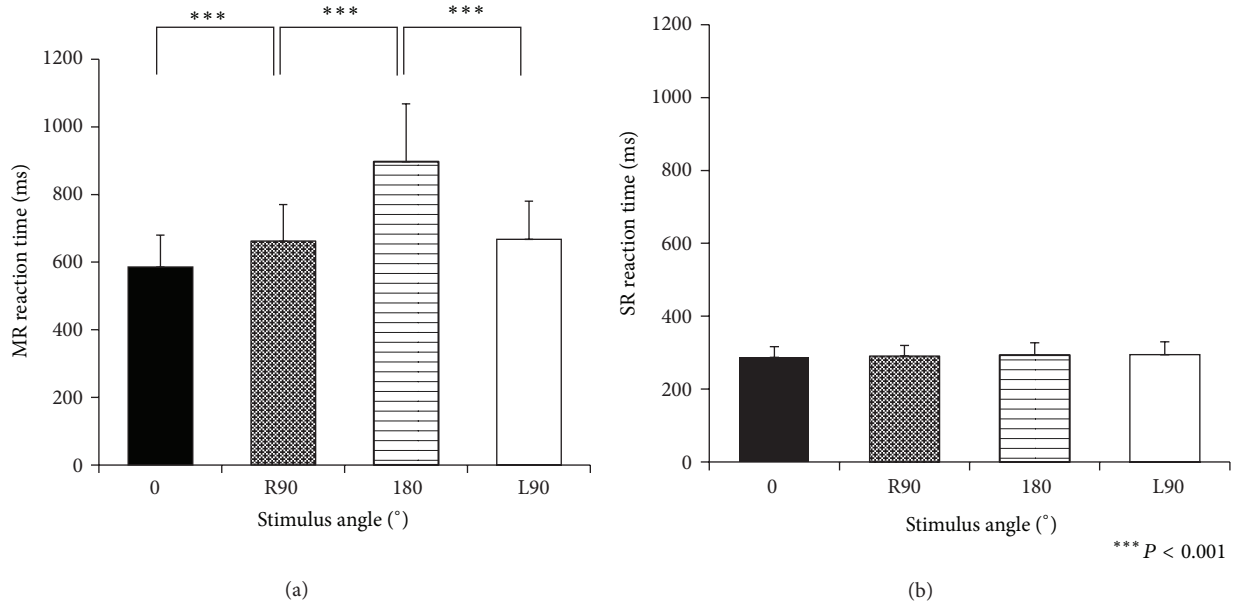 *** *** ***
1200
1000
800
600
400
200
0
MR reaction time (ms)
0 R90 180 L90
Stimulus angle (°)
(a)
1200
1000
800
600
400
200
0
SR reaction time (ms)
0 R90 180 L90
Stimulus angle (°)
*** P < 0.001
(b)